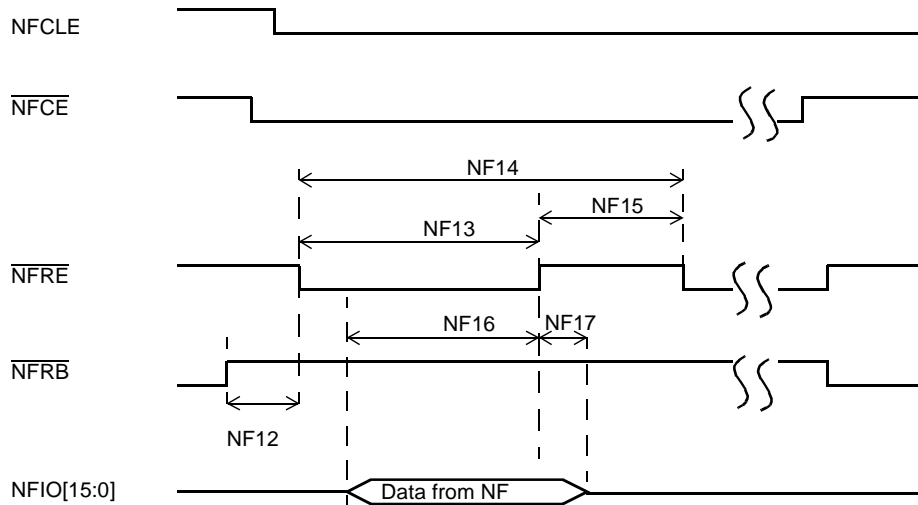 NFCLE
NFCE
NF14
NF15
NF13
NFRE
NF16
NF17
NFRB
NF12
NFIO[15:0]
Data from NF